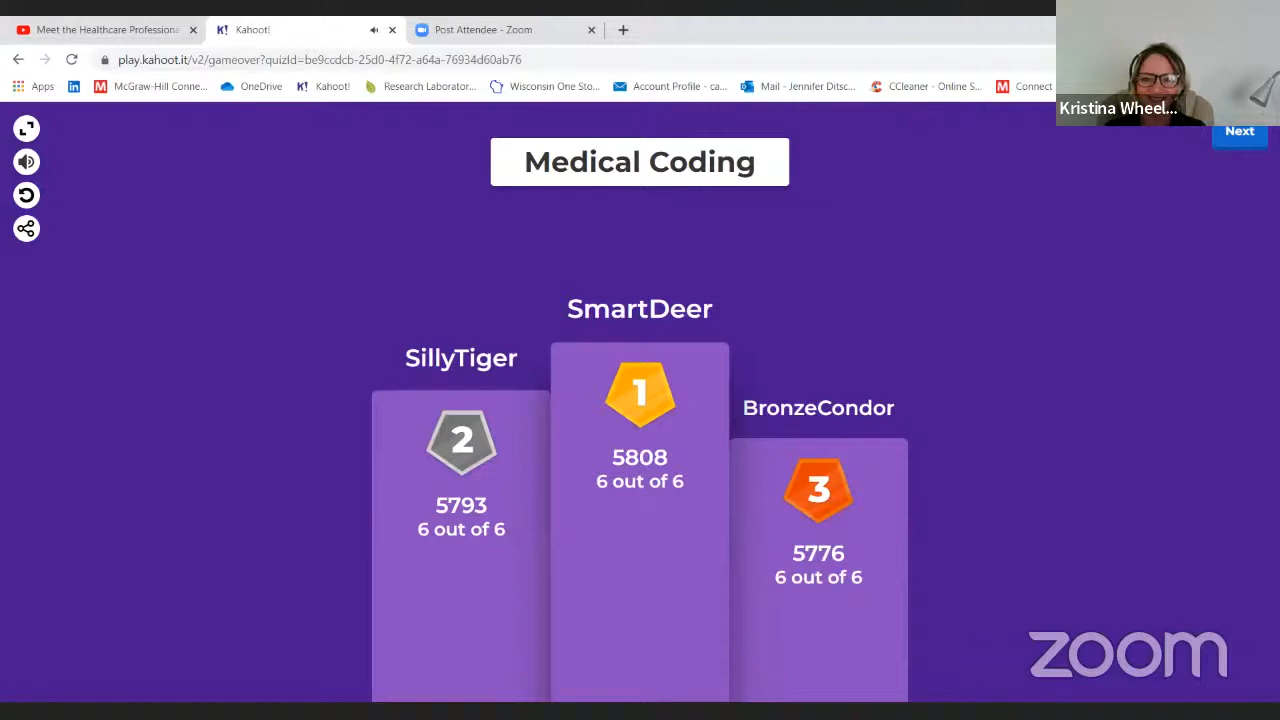 Meet the Healthcare Professiona
K! Kahoot!
Post Attendee - Zoom
play.kahoot.it/v2/gameover?quizId=be9ccdcb-25d0-4f72-a64a-76934d60ab76
Apps
in
M McGraw-Hill Conne...
OneDrive
K! Kahoot!
Research Laborator...
Wisconsin One Sto...
Account Profile - ca...
Mail - Jennifer Ditsc...
CCleaner - Online S...
M Connect
Kristina Wheel...
Next
Medical Coding
SmartDeer
1
5808
6 out of 6
SillyTiger
2
5793
6 out of 6
BronzeCondor
3
5776
6 out of 6
zoom